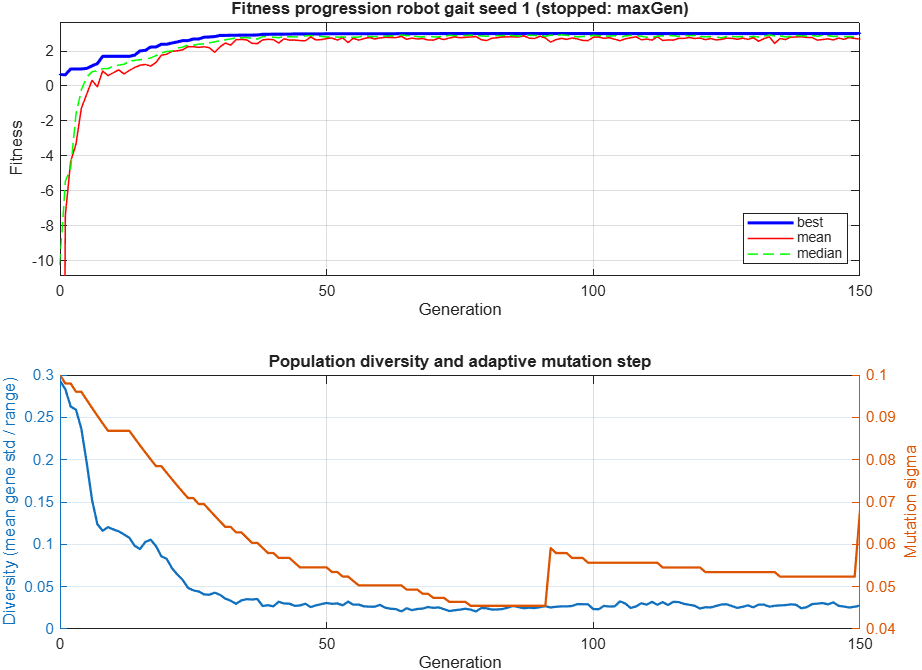 Fitness progression robot gait seed 1 (stopped: maxGen)
Fitness
2
0
-2
-4
-6
-8
-10
best
mean
median
0
50
100
150
Generation
Population diversity and adaptive mutation step
Diversity (mean gene std / range)
0.3
0.25
0.2
0.15
0.1
0.05
0
0.1
0.09
0.08
0.07
0.06
0.05
0.04
Mutation sigma
0
50
100
150
Generation